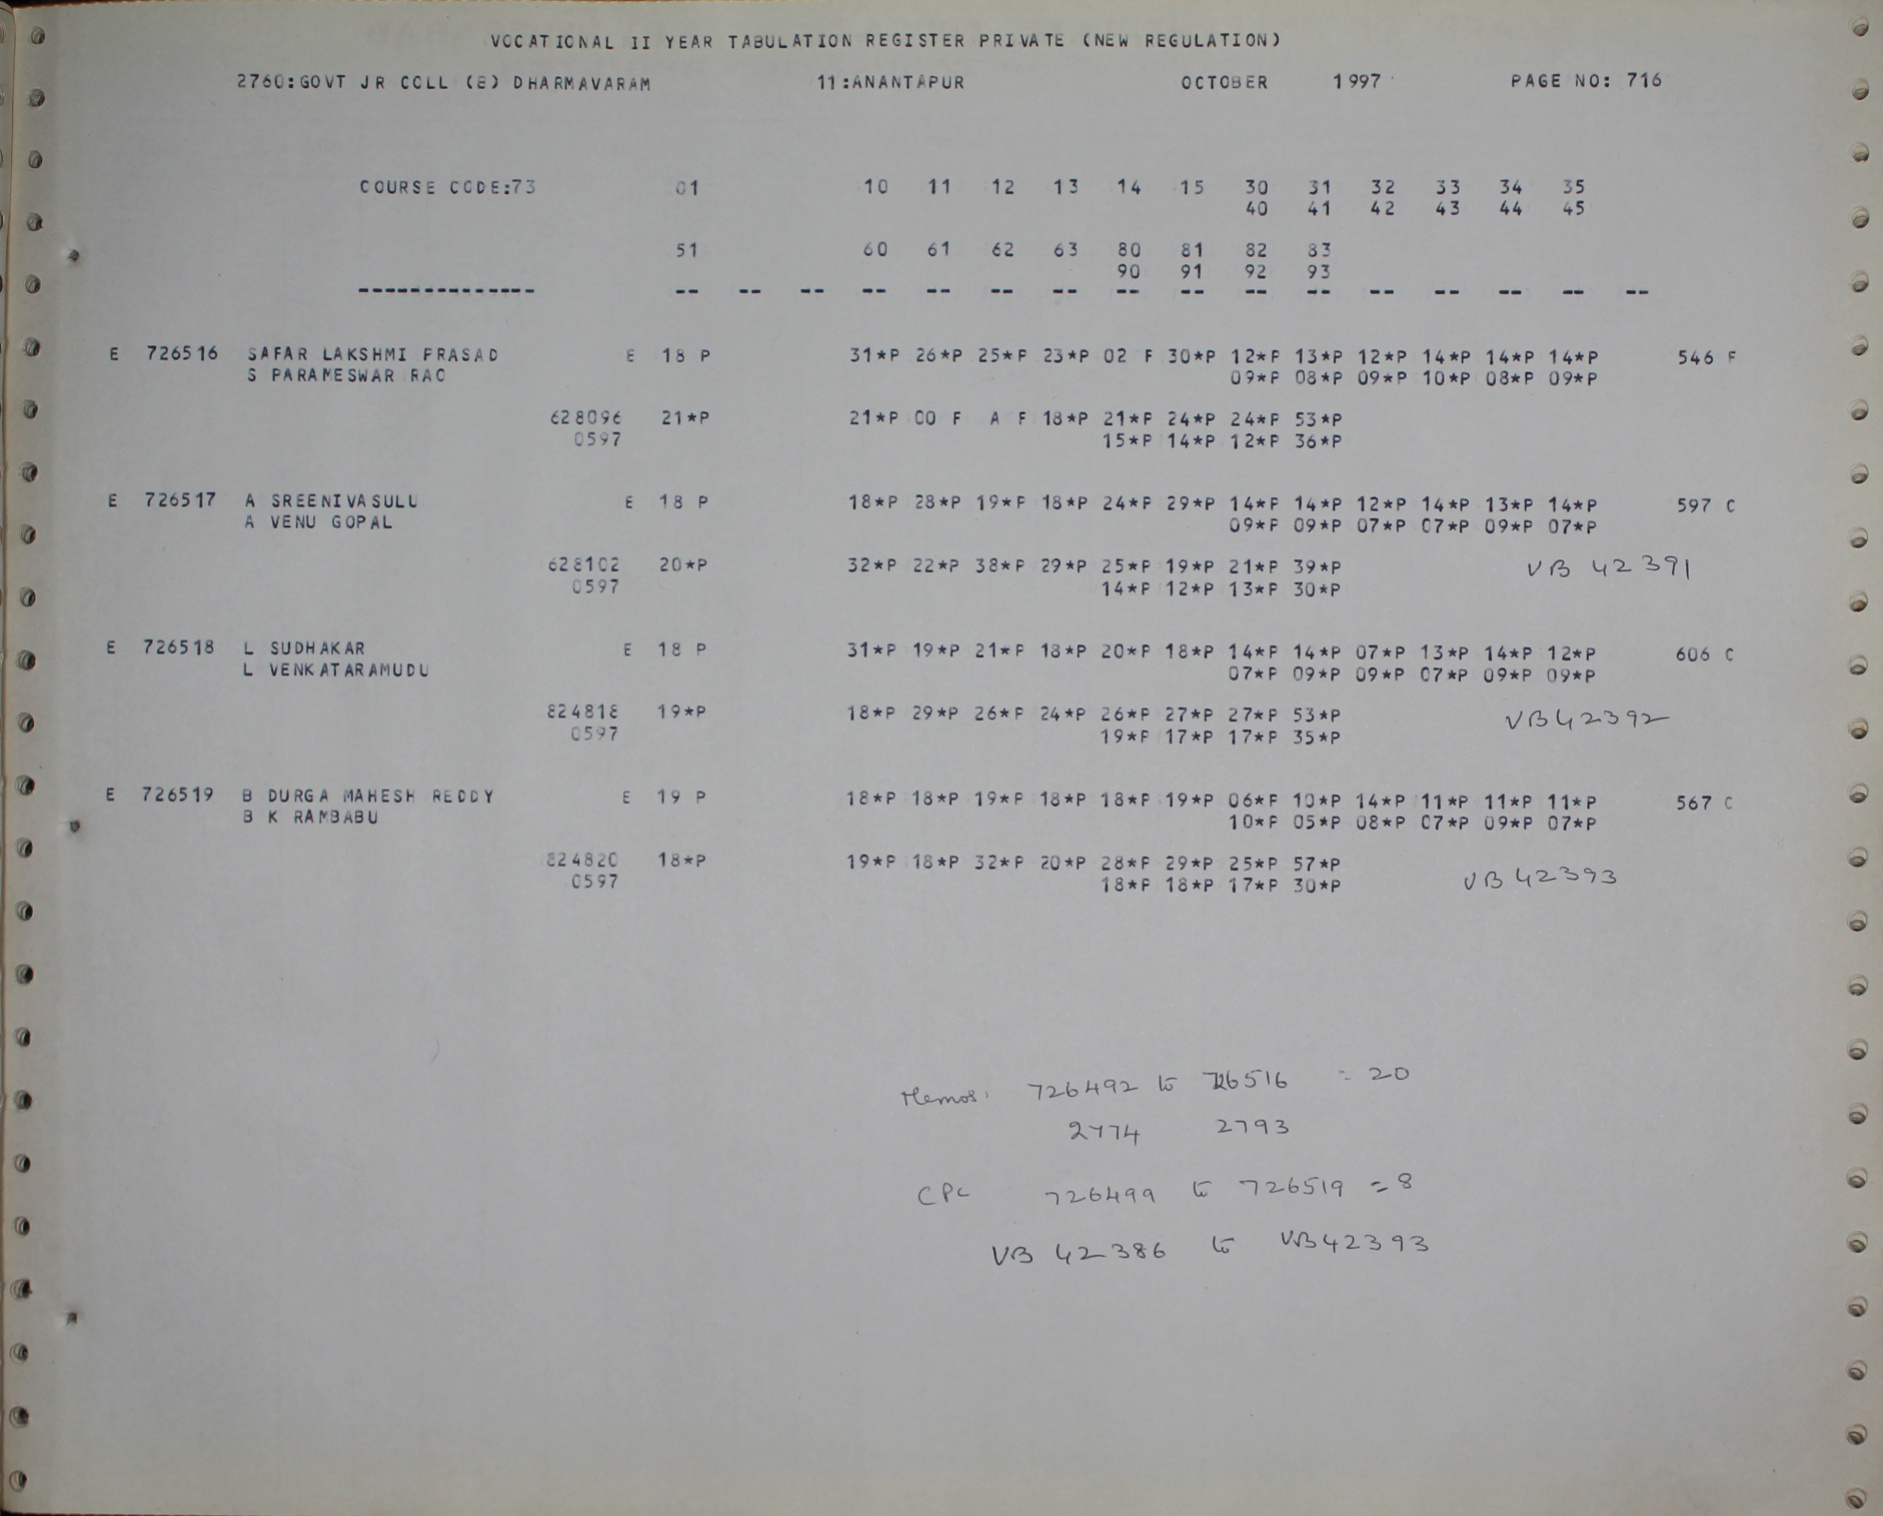 VOCATIONAL II YEAR TABULATION REGISTER PRIVATE (NEW REGULATION)
2760:GOVT JR COLL (E) DHARMAVARAM 11:ANANTAPUR OCTOBER 1997 PAGE NO: 716
COURSE CODE:73 01 10 11 12 13 14 15 30 31 32 33 34 35
40 41 42 43 44 45
51 60 61 62 63 80 81 82 83
90 91 92 93
-------------- -- -- -- -- -- -- -- -- -- -- -- -- -- -- -- --
E 726516 SAFAR LAKSHMI PRASAD E 18 P 31*P 26*P 25*P 23*P 02 F 30*P 12*P 13*P 12*P 14*P 14*P 14*P 546 F
S PARAMESWAR RAO 09*P 08*P 09*P 10*P 08*P 09*P
628096 21*P 21*P 00 F A F 18*P 21*P 24*P 24*P 53*P
0597 15*P 14*P 12*P 36*P
E 726517 A SREENIVASULU E 18 P 18*P 28*P 19*P 18*P 24*P 29*P 14*P 14*P 12*P 14*P 13*P 14*P 597 C
A VENU GOPAL 09*P 09*P 07*P 07*P 09*P 07*P
628102 20*P 32*P 22*P 38*P 29*P 25*P 19*P 21*P 39*P VB 42391
0597 14*P 12*P 13*P 30*P
E 726518 L SUDHAKAR E 18 P 31*P 19*P 21*P 18*P 20*P 18*P 14*P 14*P 07*P 13*P 14*P 12*P 606 C
L VENKATARAMUDU 07*P 09*P 09*P 07*P 09*P 09*P
824818 19*P 18*P 29*P 26*P 24*P 26*P 27*P 27*P 53*P VB42392
0597 19*P 17*P 17*P 35*P
E 726519 B DURGA MAHESH REDDY E 19 P 18*P 18*P 19*P 18*P 18*P 19*P 06*P 10*P 14*P 11*P 11*P 11*P 567 C
B K RAMBABU 10*P 05*P 08*P 07*P 09*P 07*P
824820 18*P 19*P 18*P 32*P 20*P 28*P 29*P 25*P 57*P VB 42393
0597 18*P 18*P 17*P 30*P
Memos: 726492 to 726516 = 20
2774 2793
CPC 726499 to 726519 = 8
VB 42386 to VB42393